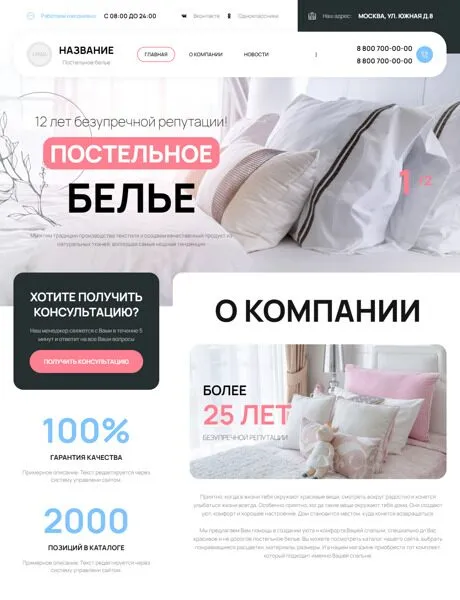 Работаем ежедневно
С 08:00 ДО 24:00
Вконтакте
Одноклассники
Наш адрес:
МОСКВА, УЛ. ЮЖНАЯ Д.8
НАЗВАНИЕ
Постельное белье
ГЛАВНАЯ
О КОМПАНИИ
НОВОСТИ
8 800 700-00-00
8 800 700-00-00
12 лет безупречной репутации!
ПОСТЕЛЬНОЕ
БЕЛЬЕ
1 /2
традиции производства текстиля и создаем качественный продукт из
натуральных тканей, воплощая самые модные тенденции
ХОТИТЕ ПОЛУЧИТЬ
КОНСУЛЬТАЦИЮ?
Наш менеджер свяжется с Вами в течение 5
минут и ответит на все Ваши вопросы
ПОЛУЧИТЬ КОНСУЛЬТАЦИЮ
О КОМПАНИИ
БОЛЕЕ
25 ЛЕТ
БЕЗУПРЕЧНОЙ РЕПУТАЦИИ
100%
ГАРАНТИЯ КАЧЕСТВА
Примерное описание. Текст редактируется через
систему управлени сайтом.
2000
ПОЗИЦИЙ В КАТАЛОГЕ
Примерное описание. Текст редактируется через
систему управлени сайтом.
Приятно, когда в жизни тебя окружают красивые вещи, смотреть вокруг радостно и хочется
улыбаться жизни всегда. Особенно приятно, когда такие вещи окружают тебя дома. Они создают
уют, комфорт и хорошее настроение. Дом становится местом, куда хочется возвращаться.
Мы предлагаем Вам помощь в создании уюта и комфорта Вашей спальни, специально для Вас
красивое и не дорогое постельное белье. Вы можете посмотреть каталог нашего сайта, выбрать
понравившиеся расцветки, материалы, размеры. И в нашем магазине приобрести тот комплект,
который подходит именно Вашей спальне.